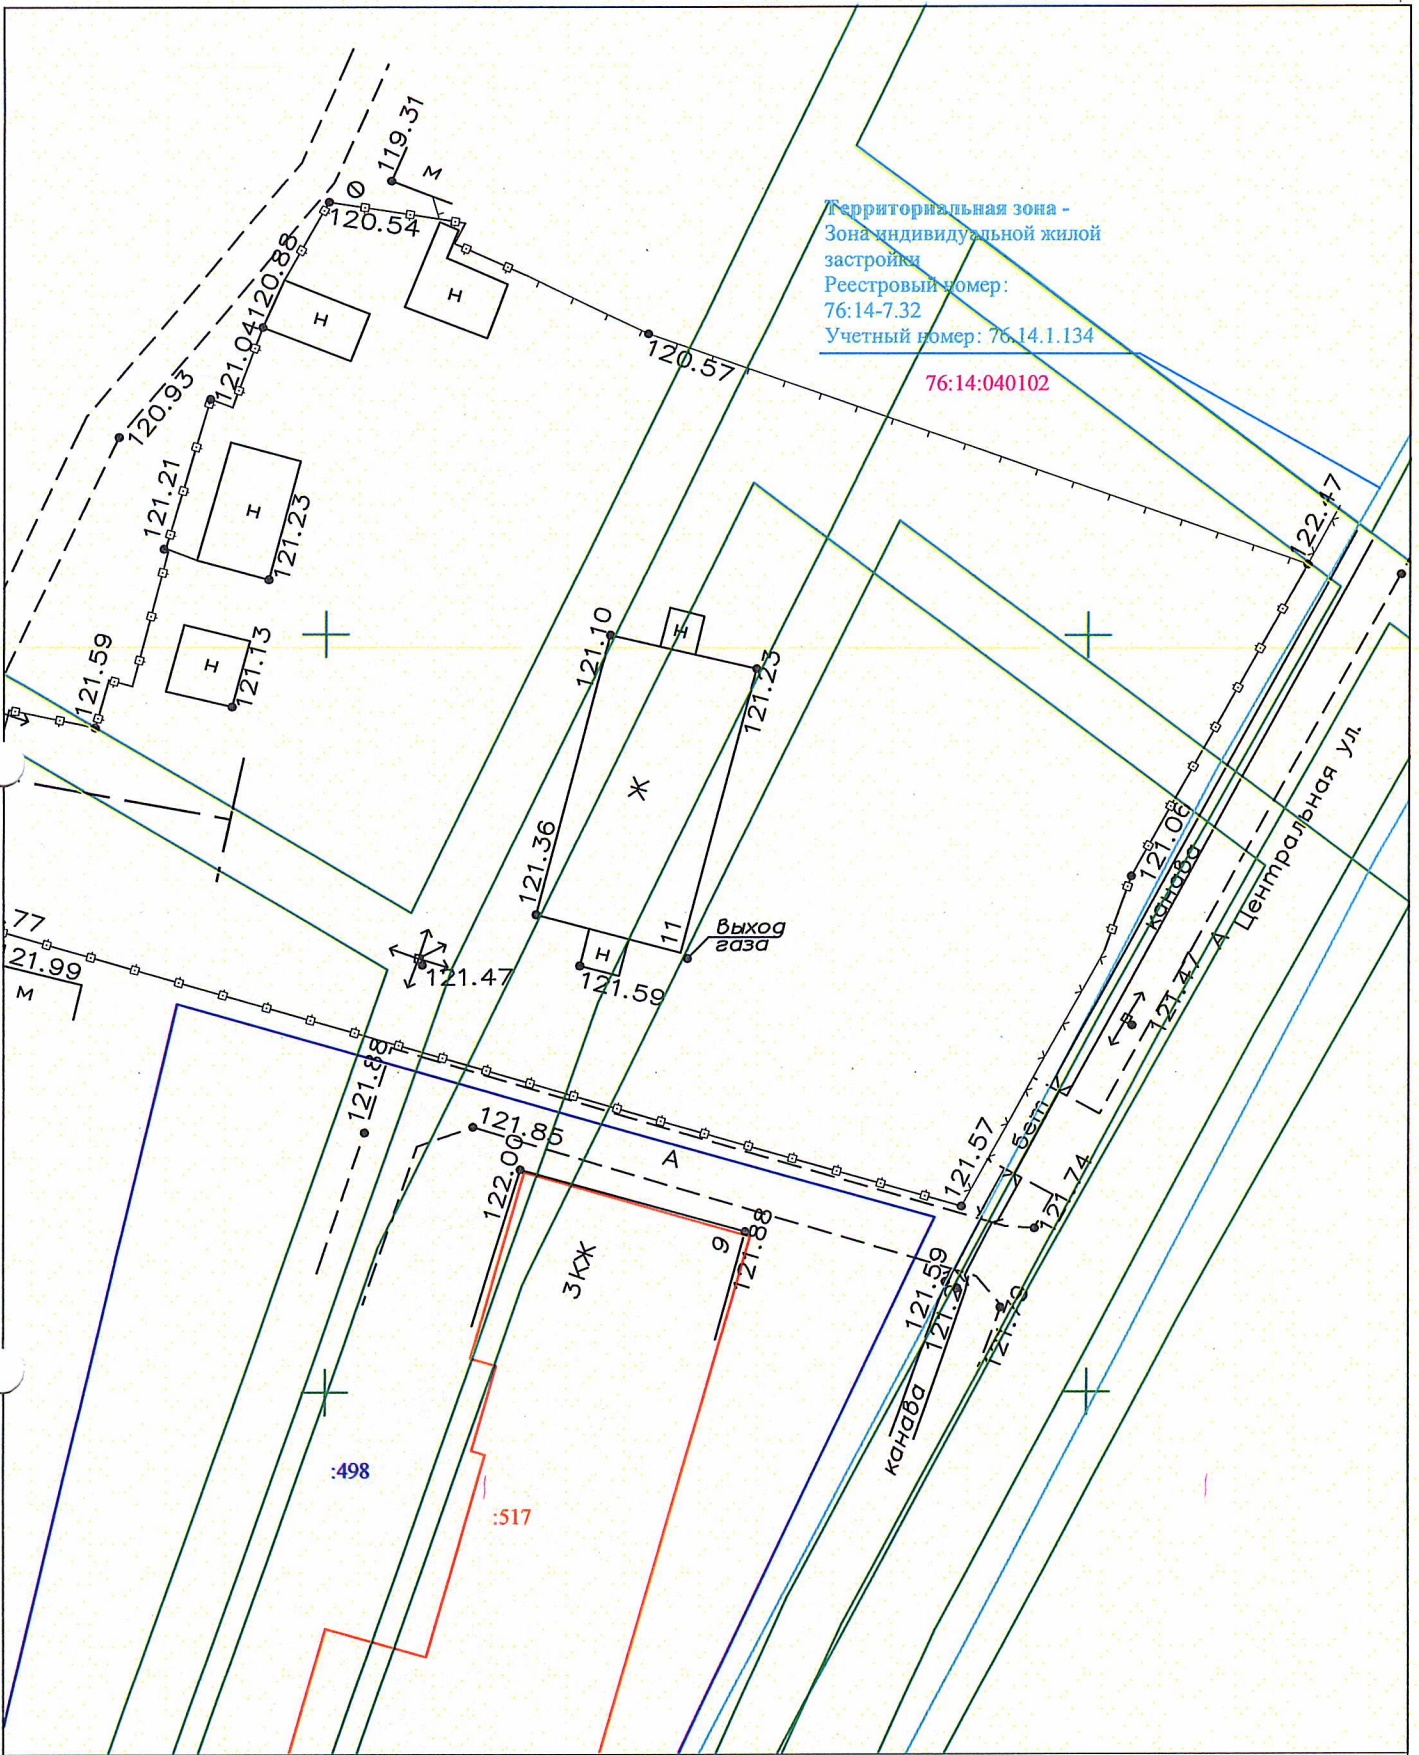 119.31
м
120.54
120.88
121.04
н
н
120.93
120.57
Территориальная зона -
Зона индивидуальной жилой
застройки
Реестровый номер:
76:14-7.32
Учетный номер: 76.14.1.134
76:14:040102
122.47
121.21
н
121.23
121.10
н
121.23
121.59
н
121.13
Ж
Центральная ул.
121.36
121.06
канава
11
выход
газа
н
121.59
121.47
.77
21.99
м
А
121.47
121.88
121.85
122.00
А
бет
121.57
121.74
9
121.88
3КЖ
121.59
канава
:498
:517